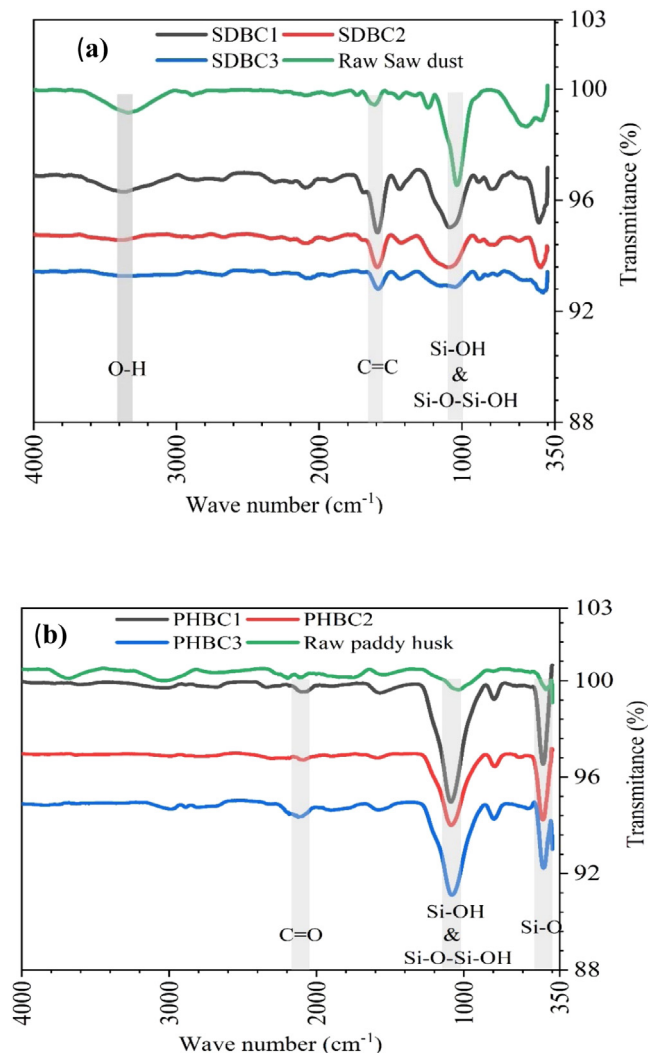 (a)
SDBC1 SDBC2
SDBC3 Raw Saw dust
103
100
96
92
88
Transmitance (%)
O-H
C=C
Si-OH
&
Si-O-Si-OH
4000 3000 2000 1000 350
Wave number (cm⁻¹)
(b)
PHBC1 PHBC2
PHBC3 Raw paddy husk
103
100
96
92
88
Transmitance (%)
C=O
Si-OH
&
Si-O-Si-OH
Si-O
4000 3000 2000 1000 350
Wave number (cm⁻¹)